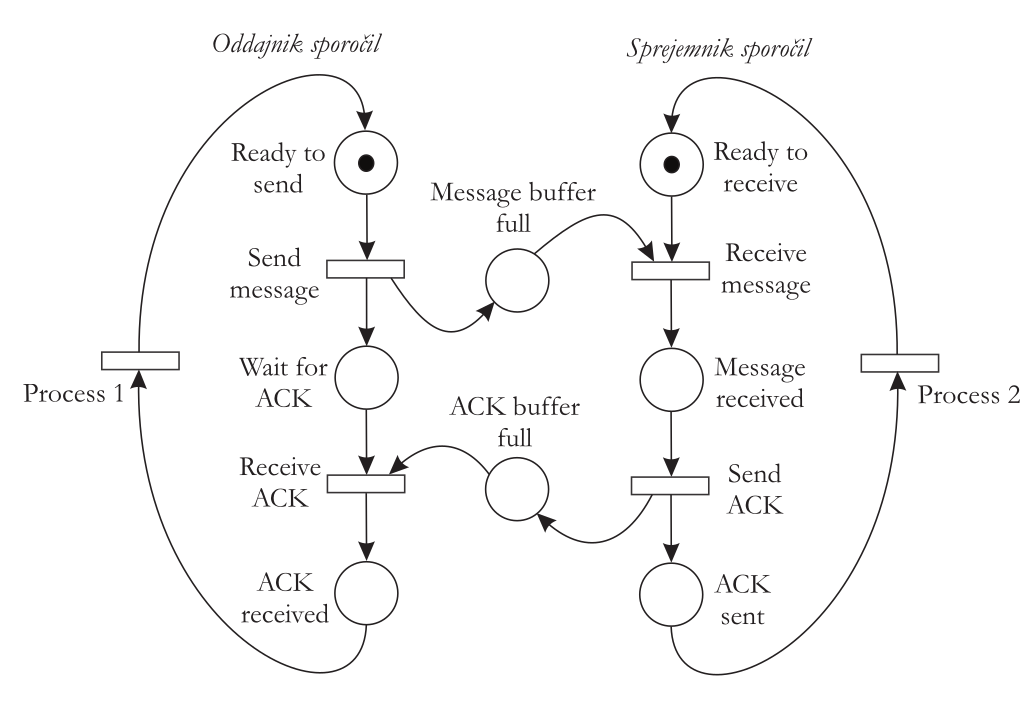 Oddajnik sporočil
Sprejemnik sporočil
Ready to
send
Ready to
receive
Message buffer
full
Send
message
Receive
message
Process 1
Wait for
ACK
Message
received
Process 2
ACK buffer
full
Receive
ACK
Send
ACK
ACK
received
ACK
sent